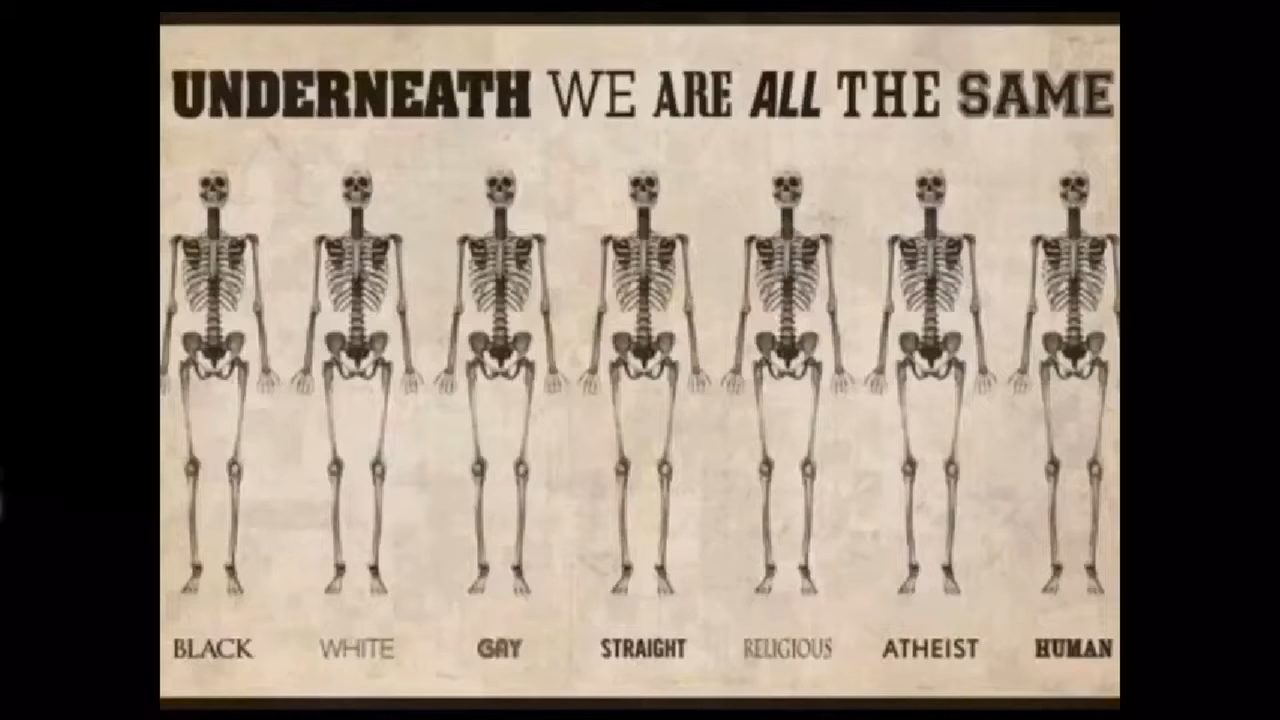 UNDERNEATH WE ARE ALL THE SAME
BLACK WHITE GAY STRAIGHT RELIGIOUS ATHEIST HUMAN